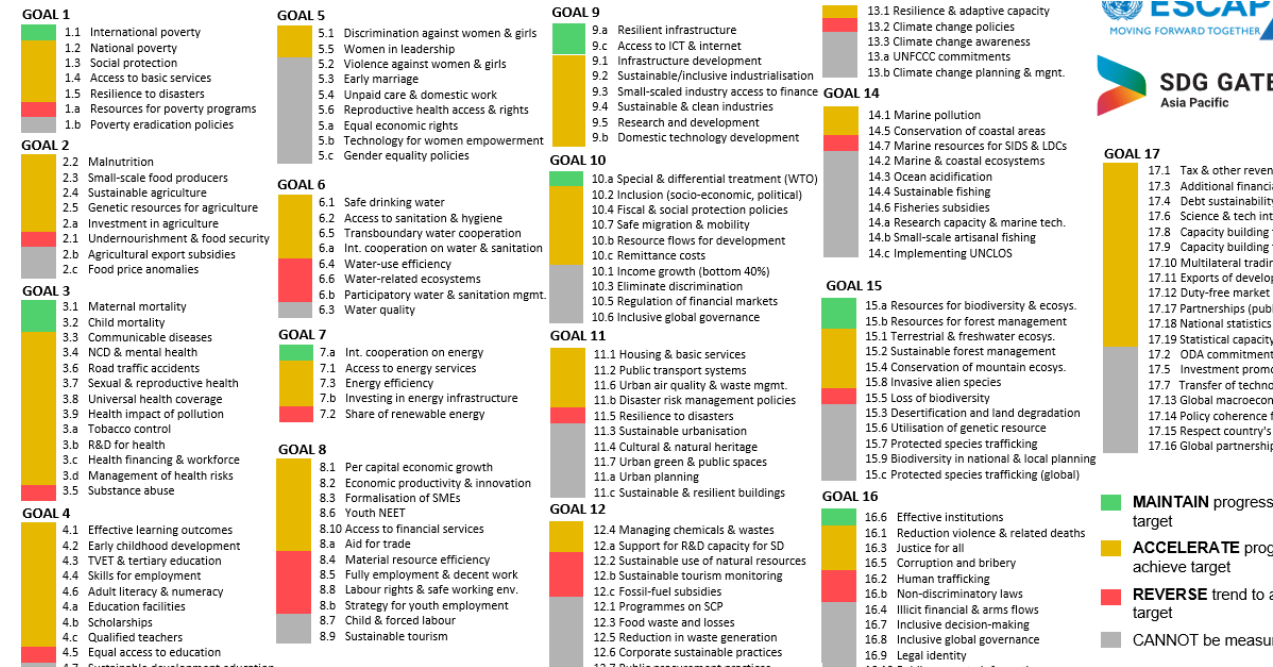 GOAL 1
1.1 International poverty
1.2 National poverty
1.3 Social protection
1.4 Access to basic services
1.5 Resilience to disasters
1.a Resources for poverty programs
1.b Poverty eradication policies
GOAL 2
2.2 Malnutrition
2.3 Small-scale food producers
2.4 Sustainable agriculture
2.5 Genetic resources for agriculture
2.a Investment in agriculture
2.1 Undernourishment & food security
2.b Agricultural export subsidies
2.c Food price anomalies
GOAL 3
3.1 Maternal mortality
3.2 Child mortality
3.3 Communicable diseases
3.4 NCD & mental health
3.6 Road traffic accidents
3.7 Sexual & reproductive health
3.8 Universal health coverage
3.9 Health impact of pollution
3.a Tobacco control
3.b R&D for health
3.c Health financing & workforce
3.d Management of health risks
3.5 Substance abuse
GOAL 4
4.1 Effective learning outcomes
4.2 Early childhood development
4.3 TVET & tertiary education
4.4 Skills for employment
4.6 Adult literacy & numeracy
4.a Education facilities
4.b Scholarships
4.c Qualified teachers
4.5 Equal access to education
4.7 Sustainable development education
GOAL 5
5.1 Discrimination against women & girls
5.5 Women in leadership
5.2 Violence against women & girls
5.3 Early marriage
5.4 Unpaid care & domestic work
5.6 Reproductive health access & rights
5.a Equal economic rights
5.b Technology for women empowerment
5.c Gender equality policies
GOAL 6
6.1 Safe drinking water
6.2 Access to sanitation & hygiene
6.5 Transboundary water cooperation
6.a Int. cooperation on water & sanitation
6.4 Water-use efficiency
6.6 Water-related ecosystems
6.b Participatory water & sanitation mgmt.
6.3 Water quality
GOAL 7
7.a Int. cooperation on energy
7.1 Access to energy services
7.3 Energy efficiency
7.b Investing in energy infrastructure
7.2 Share of renewable energy
GOAL 8
8.1 Per capital economic growth
8.2 Economic productivity & innovation
8.3 Formalisation of SMEs
8.6 Youth NEET
8.10 Access to financial services
8.a Aid for trade
8.4 Material resource efficiency
8.5 Fully employment & decent work
8.8 Labour rights & safe working env.
8.b Strategy for youth employment
8.7 Child & forced labour
8.9 Sustainable tourism
GOAL 9
9.a Resilient infrastructure
9.c Access to ICT & internet
9.1 Infrastructure development
9.2 Sustainable/inclusive industrialisation
9.3 Small-scaled industry access to finance
9.4 Sustainable & clean industries
9.5 Research and development
9.b Domestic technology development
GOAL 10
10.a Special & differential treatment (WTO)
10.2 Inclusion (socio-economic, political)
10.4 Fiscal & social protection policies
10.7 Safe migration & mobility
10.b Resource flows for development
10.c Remittance costs
10.1 Income growth (bottom 40%)
10.3 Eliminate discrimination
10.5 Regulation of financial markets
10.6 Inclusive global governance
GOAL 11
11.1 Housing & basic services
11.2 Public transport systems
11.6 Urban air quality & waste mgmt.
11.b Disaster risk management policies
11.5 Resilience to disasters
11.3 Sustainable urbanisation
11.4 Cultural & natural heritage
11.7 Urban green & public spaces
11.a Urban planning
11.c Sustainable & resilient buildings
GOAL 12
12.4 Managing chemicals & wastes
12.a Support for R&D capacity for SD
12.2 Sustainable use of natural resources
12.b Sustainable tourism monitoring
12.c Fossil-fuel subsidies
12.1 Programmes on SCP
12.3 Food waste and losses
12.5 Reduction in waste generation
12.6 Corporate sustainable practices
12.7 Public procurement practices
13.1 Resilience & adaptive capacity
13.2 Climate change policies
13.3 Climate change awareness
13.a UNFCCC commitments
13.b Climate change planning & mgnt.
GOAL 14
14.1 Marine pollution
14.5 Conservation of coastal areas
14.7 Marine resources for SIDS & LDCs
14.2 Marine & coastal ecosystems
14.3 Ocean acidification
14.4 Sustainable fishing
14.6 Fisheries subsidies
14.a Research capacity & marine tech.
14.b Small-scale artisanal fishing
14.c Implementing UNCLOS
GOAL 15
15.a Resources for biodiversity & ecosys.
15.b Resources for forest management
15.1 Terrestrial & freshwater ecosys.
15.2 Sustainable forest management
15.4 Conservation of mountain ecosys.
15.8 Invasive alien species
15.5 Loss of biodiversity
15.3 Desertification and land degradation
15.6 Utilisation of genetic resource
15.7 Protected species trafficking
15.9 Biodiversity in national & local planning
15.c Protected species trafficking (global)
GOAL 16
16.6 Effective institutions
16.1 Reduction violence & related deaths
16.3 Justice for all
16.5 Corruption and bribery
16.2 Human trafficking
16.b Non-discriminatory laws
16.4 Illicit financial & arms flows
16.7 Inclusive decision-making
16.8 Inclusive global governance
16.9 Legal identity
ESCAP
MOVING FORWARD TOGETHER
SDG GATE
Asia Pacific
GOAL 17
17.1 Tax & other reven
17.3 Additional financia
17.4 Debt sustainability
17.6 Science & tech int
17.8 Capacity building
17.9 Capacity building
17.10 Multilateral tradin
17.11 Exports of develop
17.12 Duty-free market
17.17 Partnerships (publ
17.18 National statistics
17.19 Statistical capacity
17.2 ODA commitment
17.5 Investment promo
17.7 Transfer of techno
17.13 Global macroecon
17.14 Policy coherence f
17.15 Respect country's
17.16 Global partnership
MAINTAIN progress
target
ACCELERATE prog
achieve target
REVERSE trend to a
target
CANNOT be measu